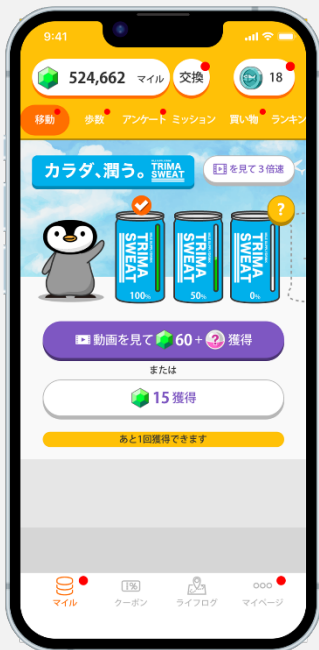 9:41
524,662 マイル
交換
18
移動 歩数 アンケート ミッション 買い物 ランキン
カラダ、潤う。 TRIMA SWEAT
を見て3倍速
?
TRIMA SWEAT
100%
TRIMA SWEAT
50%
TRIMA SWEAT
0%
動画を見て 60 + ? 獲得
または
15 獲得
あと1回獲得できます
マイル クーポン ライフログ マイページ